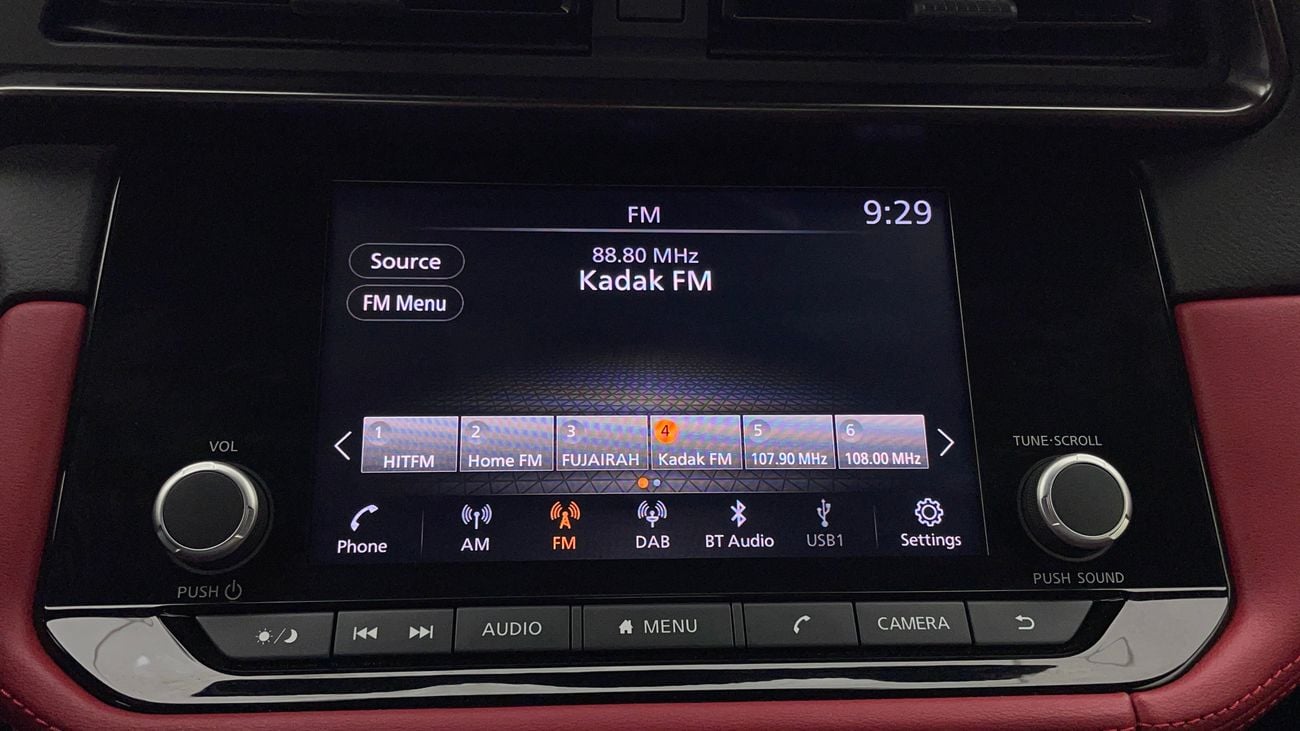 FM
9:29
Source
88.80 MHz
Kadak FM
FM Menu
1
2
3
4
5
6
HITFM
Home FM
FUJAIRAH
Kadak FM
107.90 MHz
108.00 MHz
VOL
TUNE·SCROLL
Phone
AM
FM
DAB
BT Audio
USB1
Settings
PUSH
PUSH SOUND
AUDIO
MENU
CAMERA